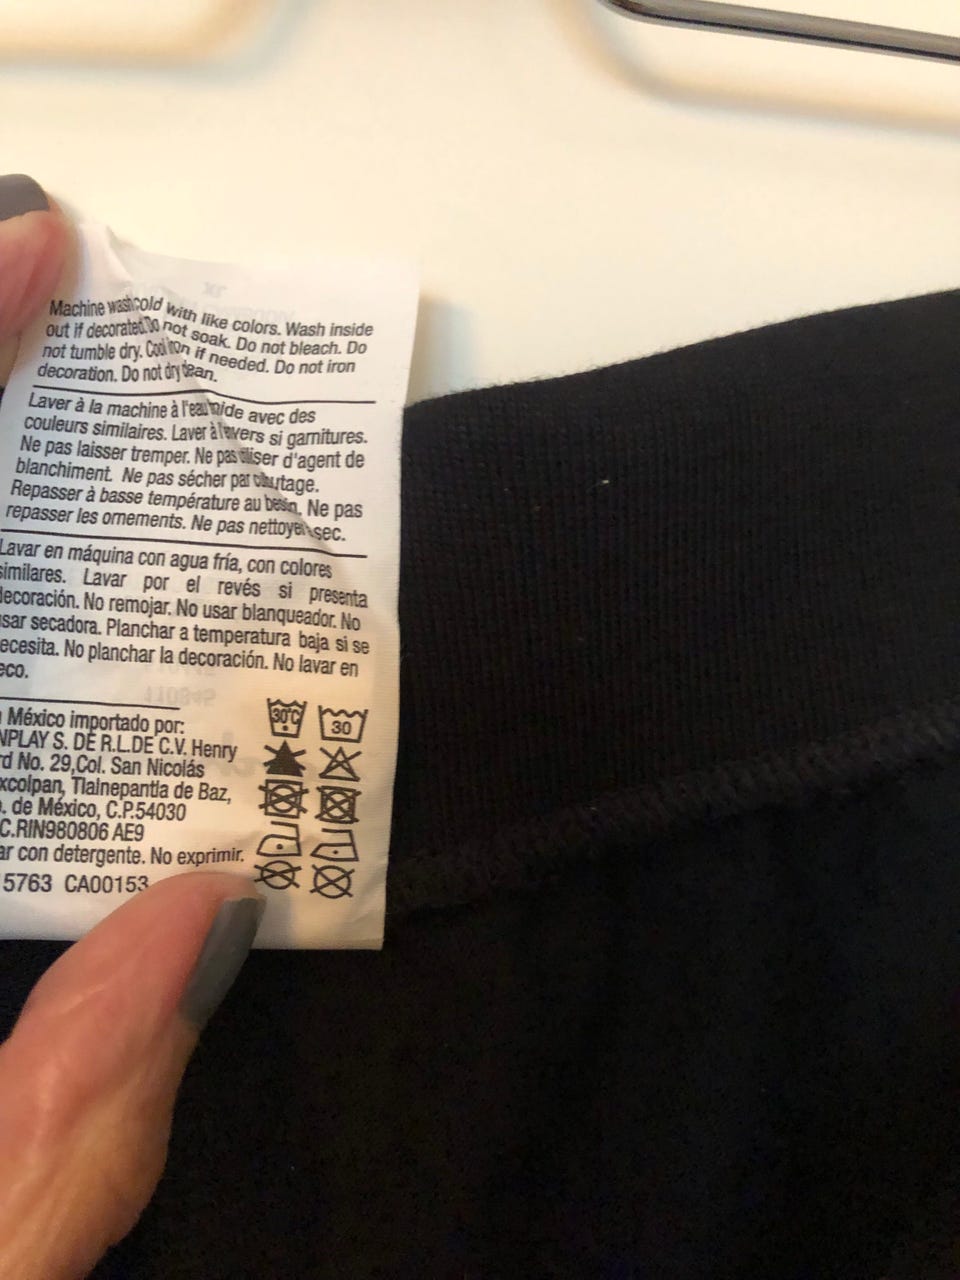 Machine wash cold with like colors. Wash inside
out if decorated. Do not soak. Do not bleach. Do
not tumble dry. Cool iron if needed. Do not iron
decoration. Do not dry clean.
Laver à la machine à l'eau avec des
couleurs similaires. Laver à l'envers si garnitures.
Ne pas laisser tremper. Ne pas utiliser d'agent de
blanchiment. Ne pas sécher par culbutage.
Repasser à basse température au besoin. Ne pas
repasser les ornements. Ne pas nettoyer sec.
Lavar en máquina con agua fría, con colores
similares. Lavar por el revés si presenta
decoración. No remojar. No usar blanqueador. No
usar secadora. Planchar a temperatura baja si se
necesita. No planchar la decoración. No lavar en
seco.
México importado por:
NPLAY S. DE R.L.DE C.V. Henry
rd No. 29,Col. San Nicolás
xcolpan, Tlalnepantla de Baz,
. de México, C.P.54030
C.RIN980806 AE9
ar con detergente. No exprimir.
5763 CA00153
30°C 30